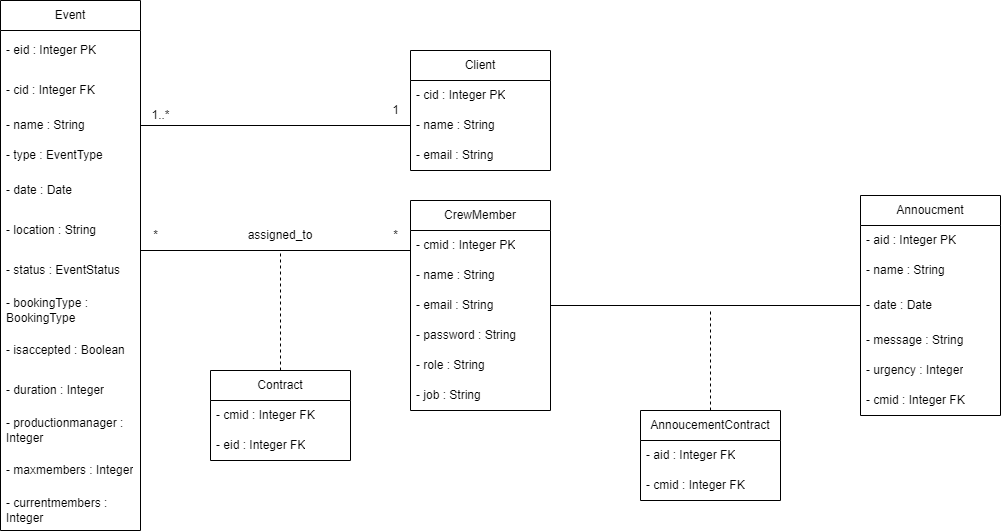 Event
- eid : Integer PK
- cid : Integer FK
- name : String
- type : EventType
- date : Date
- location : String
- status : EventStatus
- bookingType :
BookingType
- isaccepted : Boolean
- duration : Integer
- productionmanager :
Integer
- maxmembers : Integer
- currentmembers :
Integer
1..*
1
Client
- cid : Integer PK
- name : String
- email : String
*
assigned_to
*
CrewMember
- cmid : Integer PK
- name : String
- email : String
- password : String
- role : String
- job : String
Contract
- cmid : Integer FK
- eid : Integer FK
Annoucment
- aid : Integer PK
- name : String
- date : Date
- message : String
- urgency : Integer
- cmid : Integer FK
AnnoucementContract
- aid : Integer FK
- cmid : Integer FK